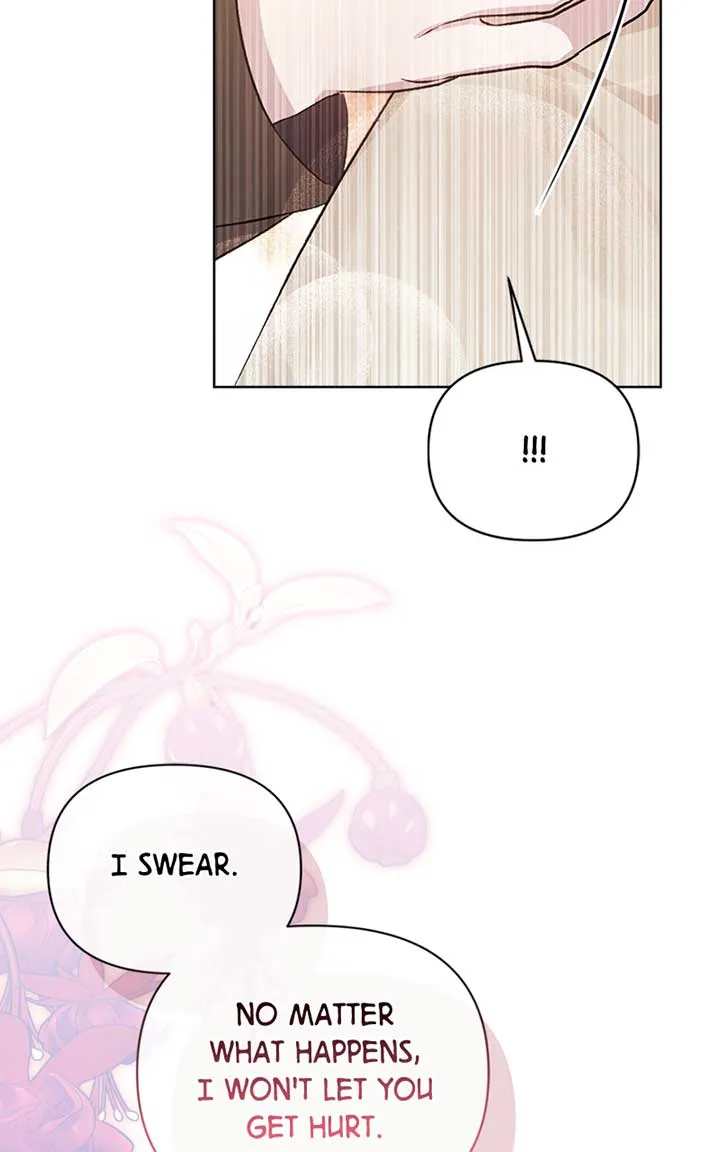 !!!
I SWEAR.
NO MATTER
WHAT HAPPENS,
I WON'T LET YOU
GET HURT.